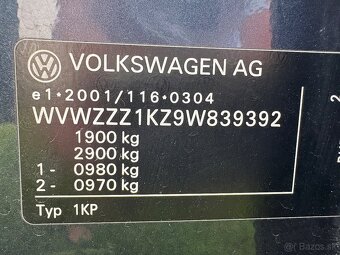 VOLKSWAGEN AG
e1•2001/116•0304
WVWZZZ1KZ9W839392
1900 kg
2900 kg
1 - 0980 kg
2 - 0970 kg
Typ 1KP
2